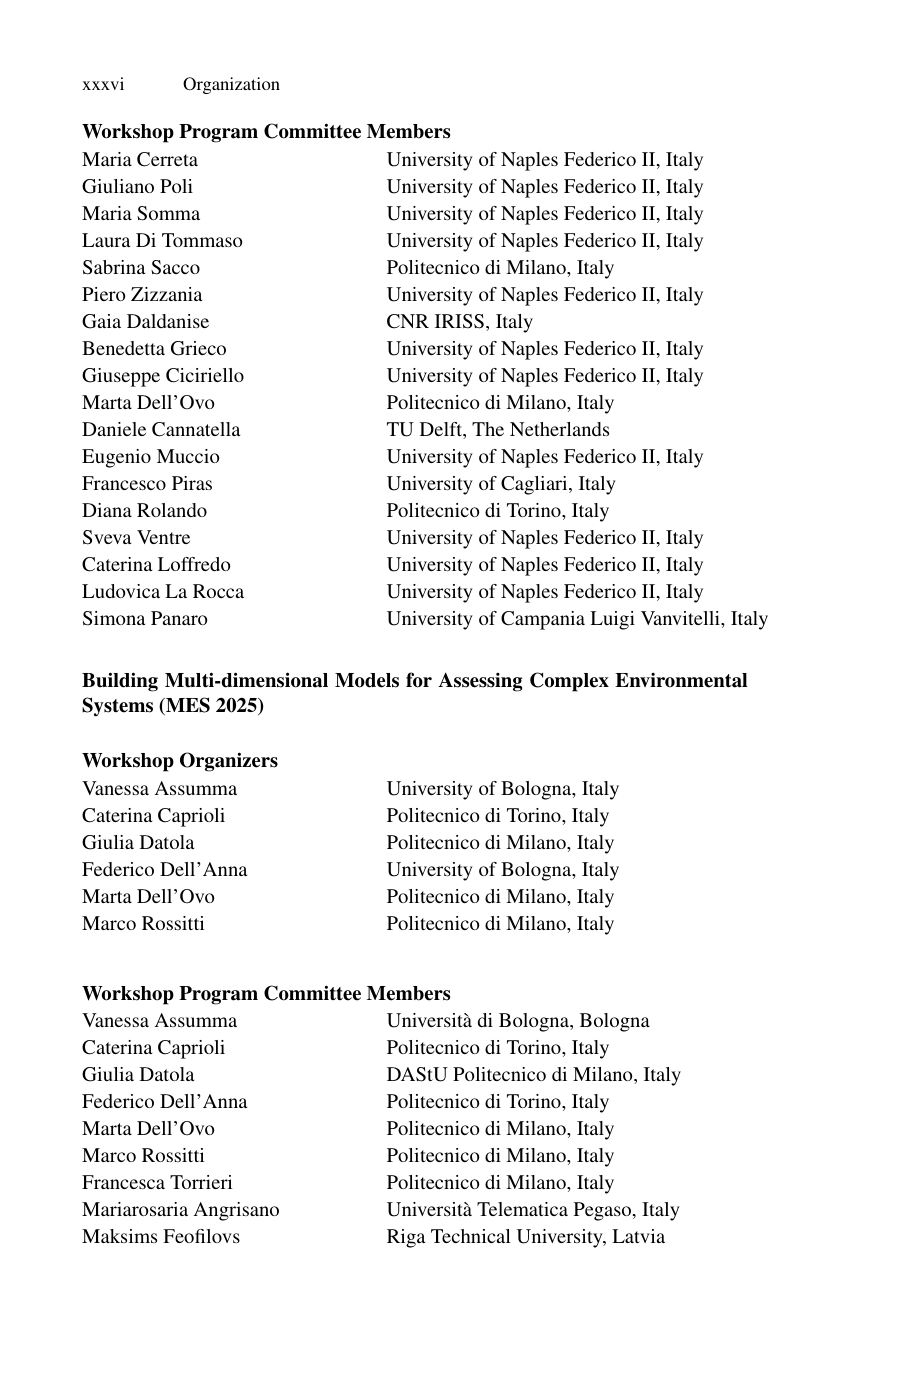 xxxvi Organization
Workshop Program Committee Members
Maria Cerreta University of Naples Federico II, Italy
Giuliano Poli University of Naples Federico II, Italy
Maria Somma University of Naples Federico II, Italy
Laura Di Tommaso University of Naples Federico II, Italy
Sabrina Sacco Politecnico di Milano, Italy
Piero Zizzania University of Naples Federico II, Italy
Gaia Daldanise CNR IRISS, Italy
Benedetta Grieco University of Naples Federico II, Italy
Giuseppe Ciciriello University of Naples Federico II, Italy
Marta Dell’Ovo Politecnico di Milano, Italy
Daniele Cannatella TU Delft, The Netherlands
Eugenio Muccio University of Naples Federico II, Italy
Francesco Piras University of Cagliari, Italy
Diana Rolando Politecnico di Torino, Italy
Sveva Ventre University of Naples Federico II, Italy
Caterina Loffredo University of Naples Federico II, Italy
Ludovica La Rocca University of Naples Federico II, Italy
Simona Panaro University of Campania Luigi Vanvitelli, Italy
Building Multi-dimensional Models for Assessing Complex Environmental
Systems (MES 2025)
Workshop Organizers
Vanessa Assumma University of Bologna, Italy
Caterina Caprioli Politecnico di Torino, Italy
Giulia Datola Politecnico di Milano, Italy
Federico Dell’Anna University of Bologna, Italy
Marta Dell’Ovo Politecnico di Milano, Italy
Marco Rossitti Politecnico di Milano, Italy
Workshop Program Committee Members
Vanessa Assumma Università di Bologna, Bologna
Caterina Caprioli Politecnico di Torino, Italy
Giulia Datola DAStU Politecnico di Milano, Italy
Federico Dell’Anna Politecnico di Torino, Italy
Marta Dell’Ovo Politecnico di Milano, Italy
Marco Rossitti Politecnico di Milano, Italy
Francesca Torrieri Politecnico di Milano, Italy
Mariarosaria Angrisano Università Telematica Pegaso, Italy
Maksims Feofilovs Riga Technical University, Latvia